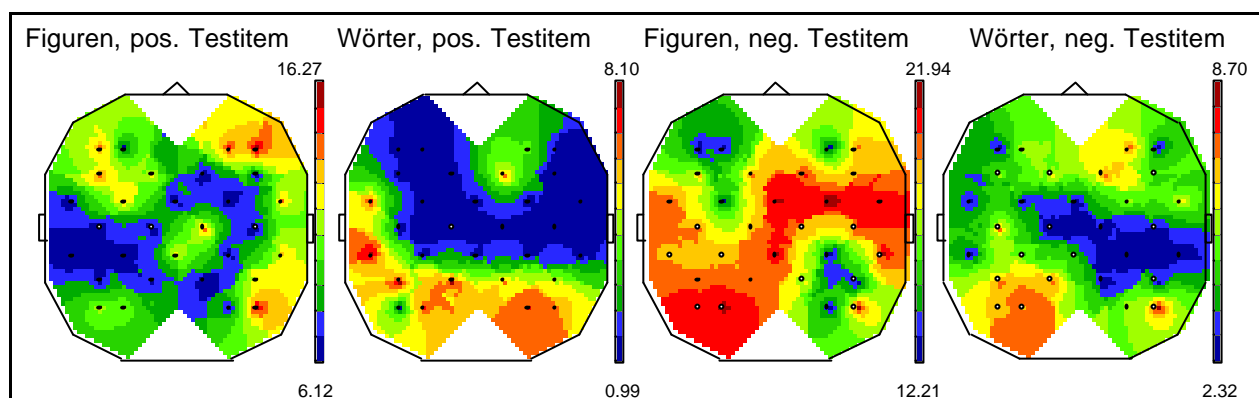 Figuren, pos. Testitem
Wörter, pos. Testitem
Figuren, neg. Testitem
Wörter, neg. Testitem
16.27
8.10
21.94
8.70
6.12
0.99
12.21
2.32